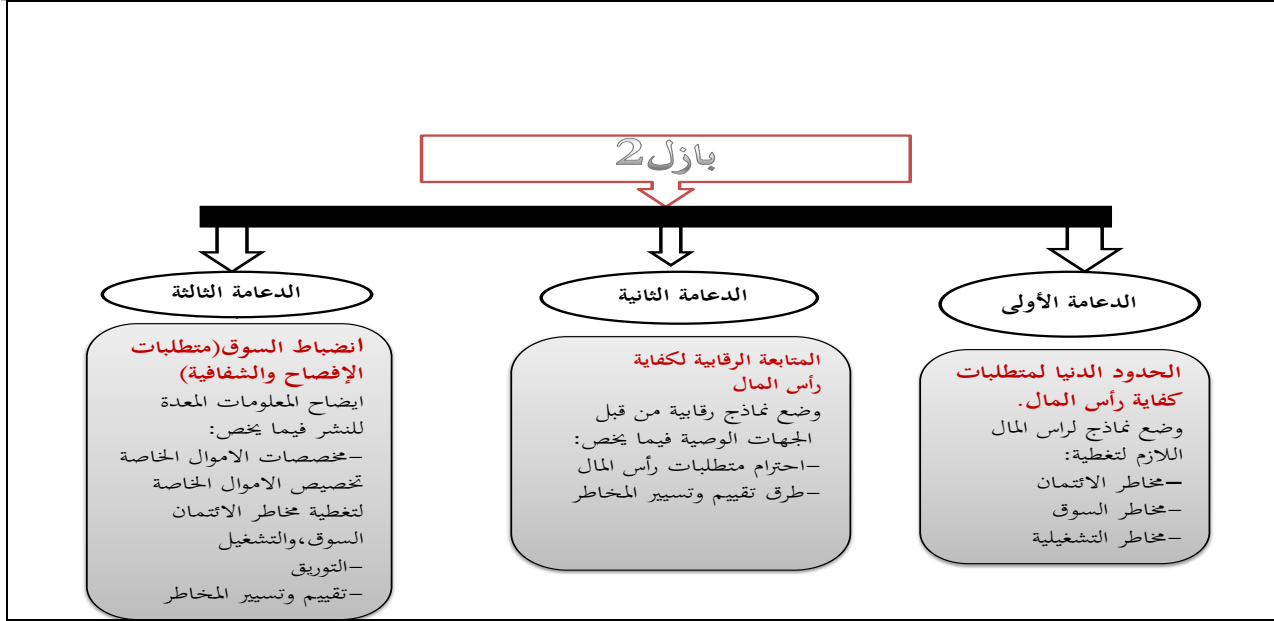 بازل2
الدعامة الأولى
الحدود الدنيا لمتطلبات
كفاية رأس المال.
وضع نماذج لراس المال
اللازم لتغطية:
–مخاطر الائتمان
–مخاطر السوق
–مخاطر التشغيلية
الدعامة الثانية
المتابعة الرقابية لكفاية
رأس المال
وضع نماذج رقابية من قبل
الجهات الوصية فيما يخص:
–احترام متطلبات رأس المال
–طرق تقييم وتسيير المخاطر
الدعامة الثالثة
انضباط السوق(متطلبات
الإفصاح والشفافية)
ايضاح المعلومات المعدة
للنشر فيما يخص:
–مخصصات الاموال الخاصة
تخصيص الاموال الخاصة
لتغطية مخاطر الائتمان
السوق،والتشغيل
–التوريق
–تقييم وتسيير المخاطر